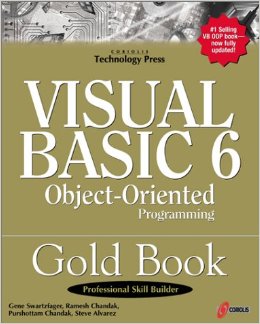 CORIOLIS
Technology Press
#1 Selling
VB OOP book—
now fully
updated!
VISUAL
BASIC 6
Object-Oriented
Programming
Gold Book
Professional Skill Builder
Gene Swartzfager, Ramesh Chandak,
Purshottam Chandak, Steve Alvarez
CORIOLIS